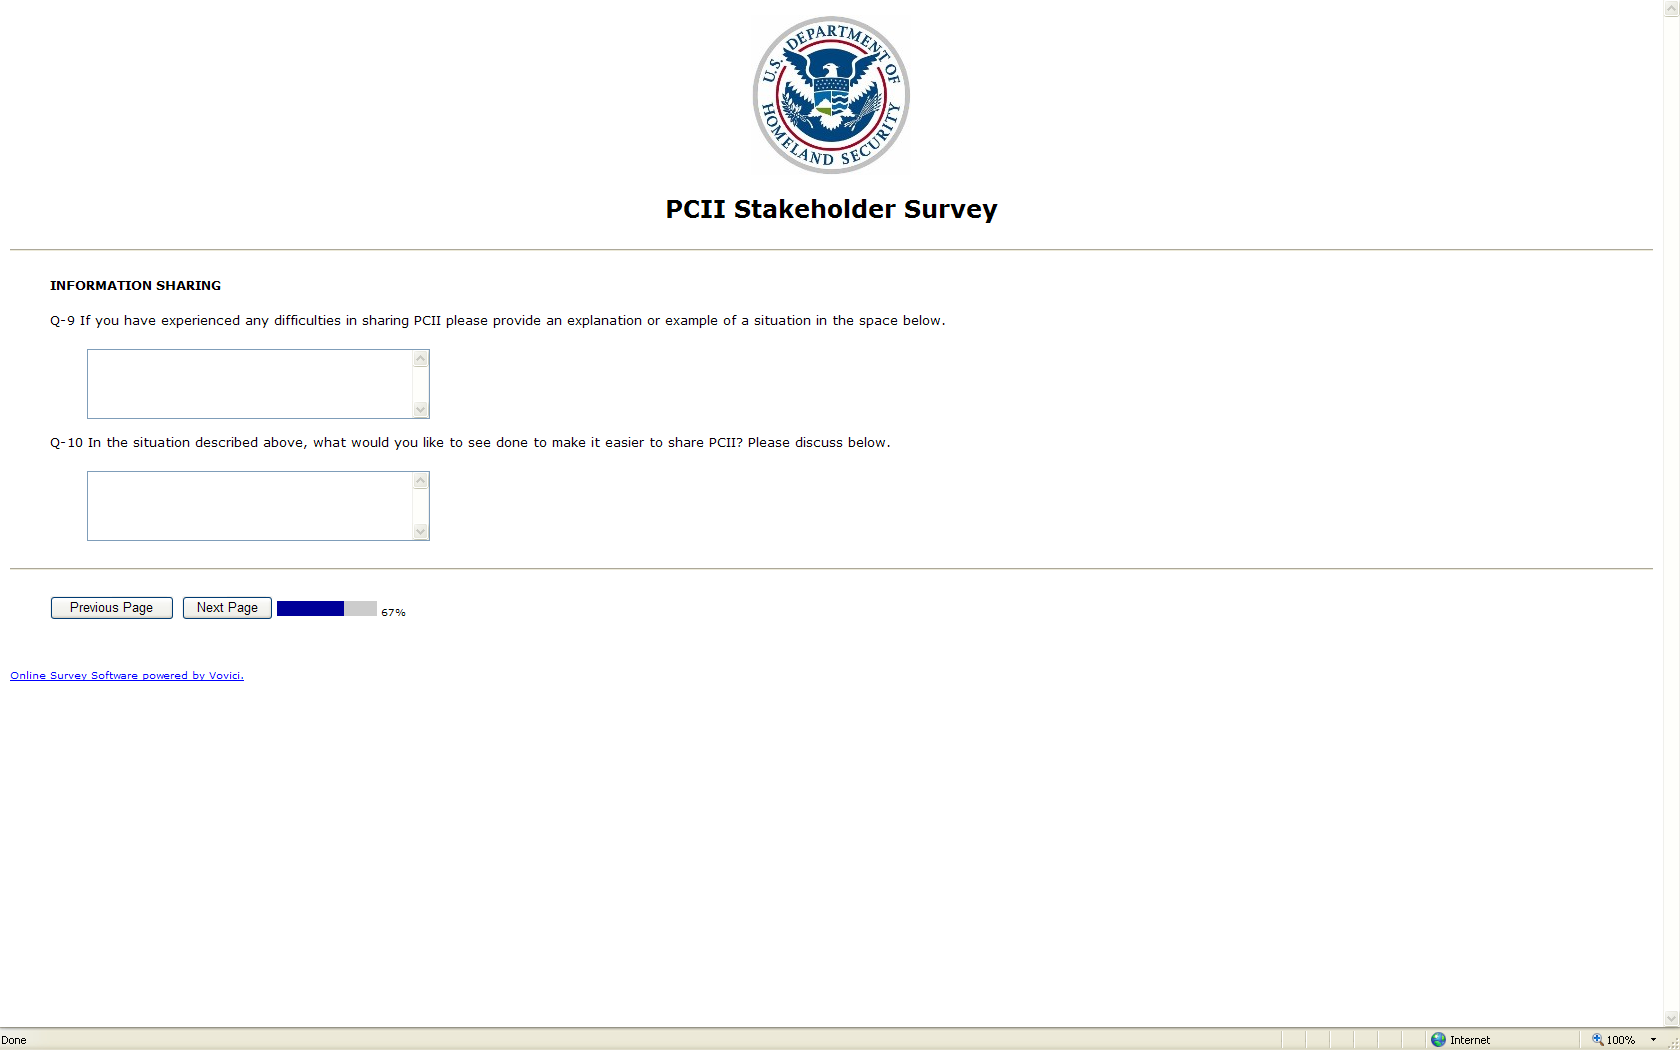 U.S. DEPARTMENT OF
HOMELAND SECURITY
PCII Stakeholder Survey
INFORMATION SHARING
Q-9 If you have experienced any difficulties in sharing PCII please provide an explanation or example of a situation in the space below.
Q-10 In the situation described above, what would you like to see done to make it easier to share PCII? Please discuss below.
Previous Page Next Page 67%
Online Survey Software powered by Vovici.
Done Internet 100%